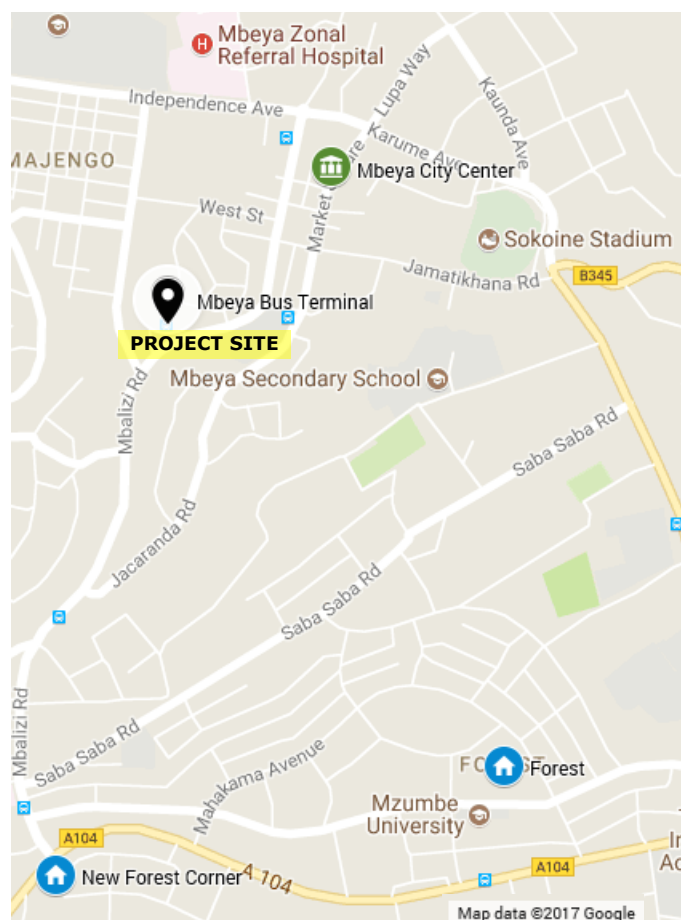 Mbeya Zonal
Referral Hospital
H
Independence Ave
Lupa Way
Kaunda Ave
MAJENGO
Karume Ave
Mbeya City Center
West St
Market
Sokoine Stadium
Jamatikhana Rd
B345
Mbeya Bus Terminal
PROJECT SITE
Mbeya Secondary School
Mbalizi Rd
Saba Saba Rd
Jacaranda Rd
Saba Saba Rd
Mbalizi Rd
Saba Saba Rd
Mahakama Avenue
Forest
Mzumbe
University
A104
A 104
A104
New Forest Corner
Map data ©2017 Google